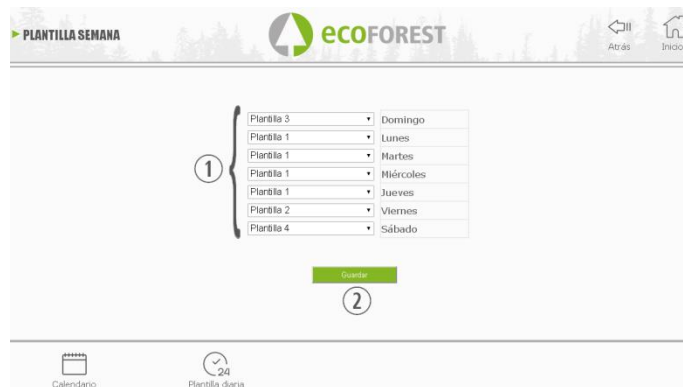 PLANTILLA SEMANA
ecoFOREST
Atrás
Inicio
Plantilla 3 Domingo
Plantilla 1 Lunes
Plantilla 1 Martes
1
Plantilla 1 Miércoles
Plantilla 1 Jueves
Plantilla 2 Viernes
Plantilla 4 Sábado
Guardar
2
Calendario
24
Plantilla diaria